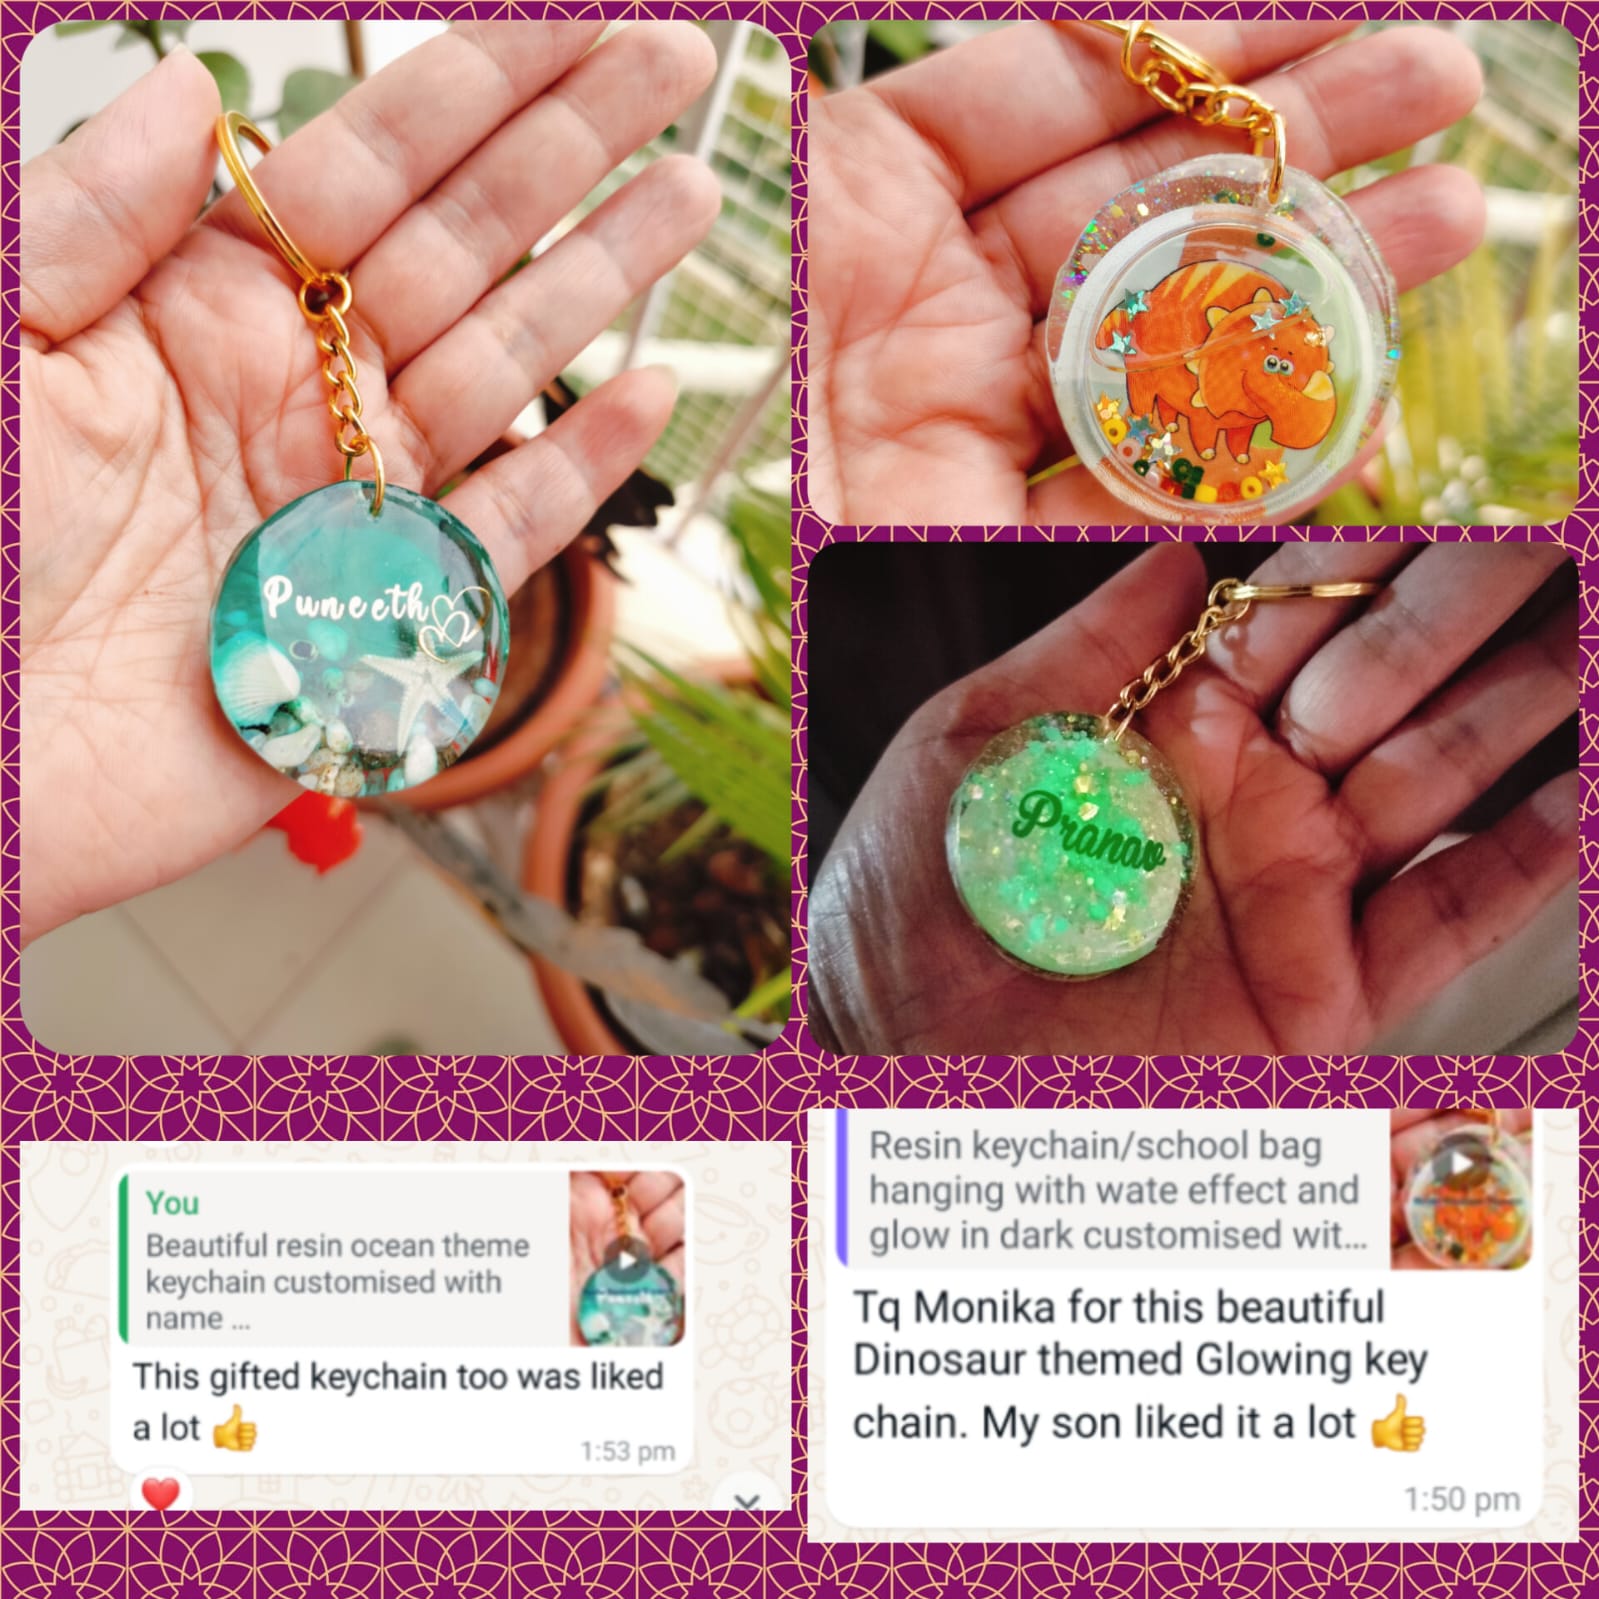 Puneeth
Pranav
You
Beautiful resin ocean theme
keychain customised with
name ...
This gifted keychain too was liked
a lot 👍
1:53 pm
Resin keychain/school bag
hanging with wate effect and
glow in dark customised wit...
Tq Monika for this beautiful
Dinosaur themed Glowing key
chain. My son liked it a lot 👍
1:50 pm